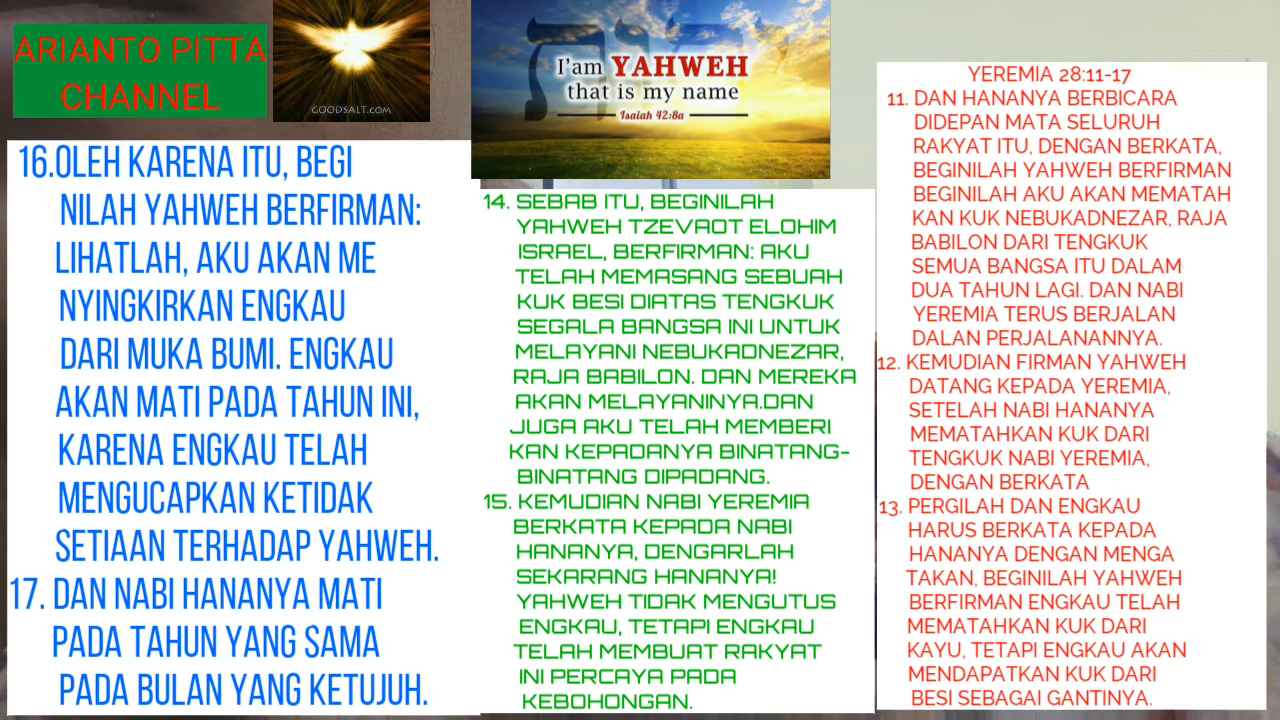 ARIANTO PITTA
CHANNEL
GOODSALT.COM
I'am YAHWEH
that is my name
Isaiah 42:8a
YEREMIA 28:11-17
11. DAN HANANYA BERBICARA
DIDEPAN MATA SELURUH
RAKYAT ITU, DENGAN BERKATA,
BEGINILAH YAHWEH BERFIRMAN
BEGINILAH AKU AKAN MEMATAH
KAN KUK NEBUKADNEZAR, RAJA
BABILON DARI TENGKUK
SEMUA BANGSA ITU DALAM
DUA TAHUN LAGI. DAN NABI
YEREMIA TERUS BERJALAN
DALAN PERJALANANNYA.
12. KEMUDIAN FIRMAN YAHWEH
DATANG KEPADA YEREMIA,
SETELAH NABI HANANYA
MEMATAHKAN KUK DARI
TENGKUK NABI YEREMIA,
DENGAN BERKATA
13. PERGILAH DAN ENGKAU
HARUS BERKATA KEPADA
HANANYA DENGAN MENGA
TAKAN, BEGINILAH YAHWEH
BERFIRMAN ENGKAU TELAH
MEMATAHKAN KUK DARI
KAYU, TETAPI ENGKAU AKAN
MENDAPATKAN KUK DARI
BESI SEBAGAI GANTINYA.
14. SEBAB ITU, BEGINILAH
YAHWEH TZEVAOT ELOHIM
ISRAEL, BERFIRMAN: AKU
TELAH MEMASANG SEBUAH
KUK BESI DIATAS TENGKUK
SEGALA BANGSA INI UNTUK
MELAYANI NEBUKADNEZAR,
RAJA BABILON. DAN MEREKA
AKAN MELAYANINYA.DAN
JUGA AKU TELAH MEMBERI
KAN KEPADANYA BINATANG-
BINATANG DIPADANG.
15. KEMUDIAN NABI YEREMIA
BERKATA KEPADA NABI
HANANYA, DENGARLAH
SEKARANG HANANYA!
YAHWEH TIDAK MENGUTUS
ENGKAU, TETAPI ENGKAU
TELAH MEMBUAT RAKYAT
INI PERCAYA PADA
KEBOHONGAN.
16.OLEH KARENA ITU, BEGI
NILAH YAHWEH BERFIRMAN:
LIHATLAH, AKU AKAN ME
NYINGKIRKAN ENGKAU
DARI MUKA BUMI. ENGKAU
AKAN MATI PADA TAHUN INI,
KARENA ENGKAU TELAH
MENGUCAPKAN KETIDAK
SETIAAN TERHADAP YAHWEH.
17. DAN NABI HANANYA MATI
PADA TAHUN YANG SAMA
PADA BULAN YANG KETUJUH.